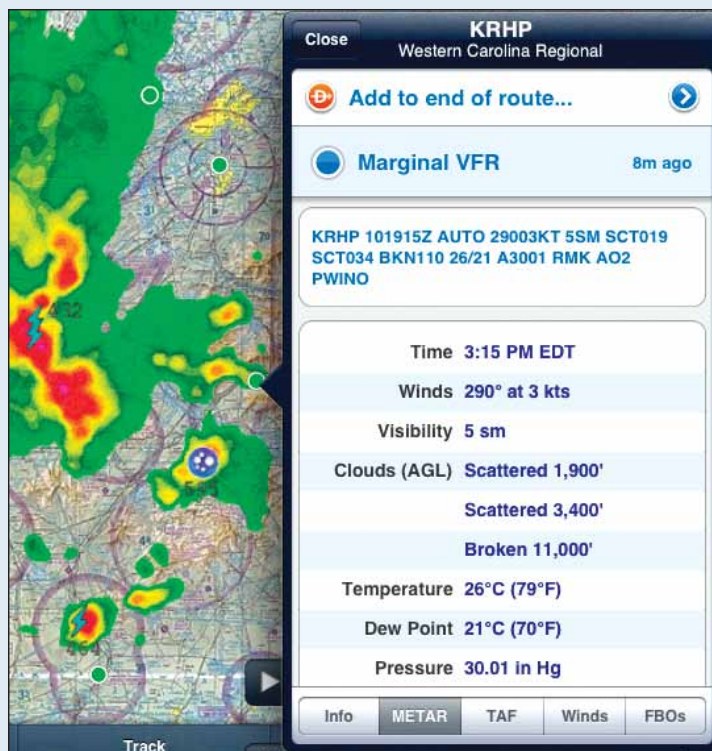 KRHP
Close
Western Carolina Regional
Add to end of route...
Marginal VFR 8m ago
KRHP 101915Z AUTO 29003KT 5SM SCT019
SCT034 BKN110 26/21 A3001 RMK AO2
PWINO
Time 3:15 PM EDT
Winds 290° at 3 kts
Visibility 5 sm
Clouds (AGL) Scattered 1,900'
Scattered 3,400'
Broken 11,000'
Temperature 26°C (79°F)
Dew Point 21°C (70°F)
Pressure 30.01 in Hg
Info METAR TAF Winds FBOs
432
Track